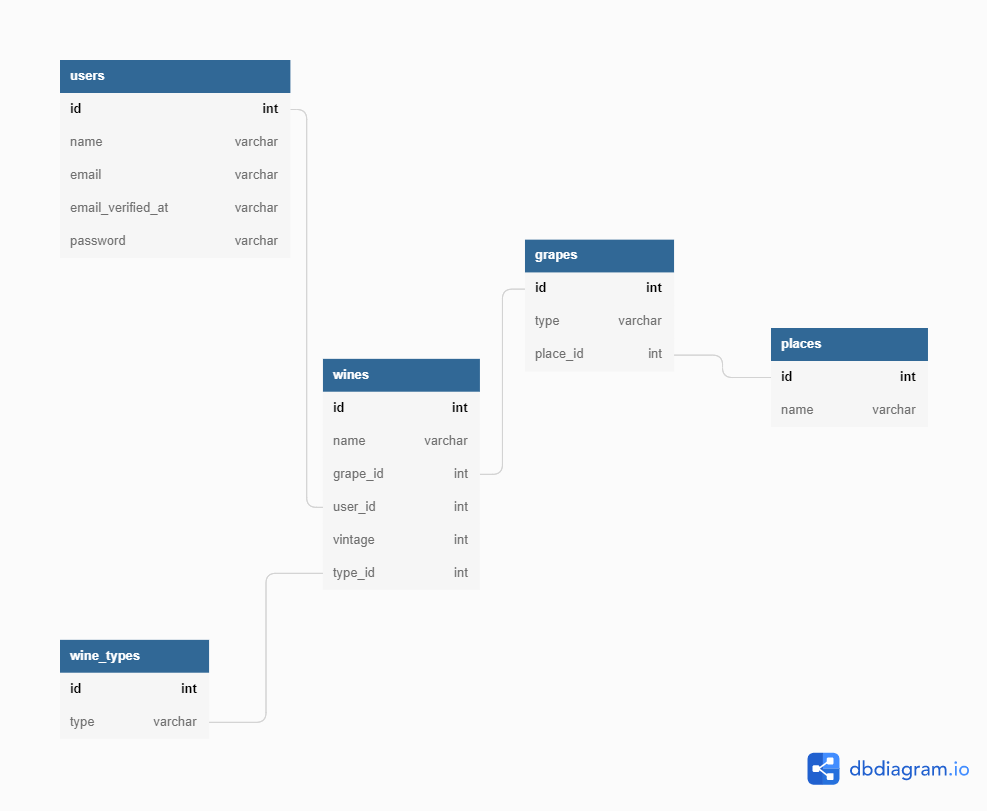 users
id int
name varchar
email varchar
email_verified_at varchar
password varchar
grapes
id int
type varchar
place_id int
places
id int
name varchar
wines
id int
name varchar
grape_id int
user_id int
vintage int
type_id int
wine_types
id int
type varchar
dbdiagram.io